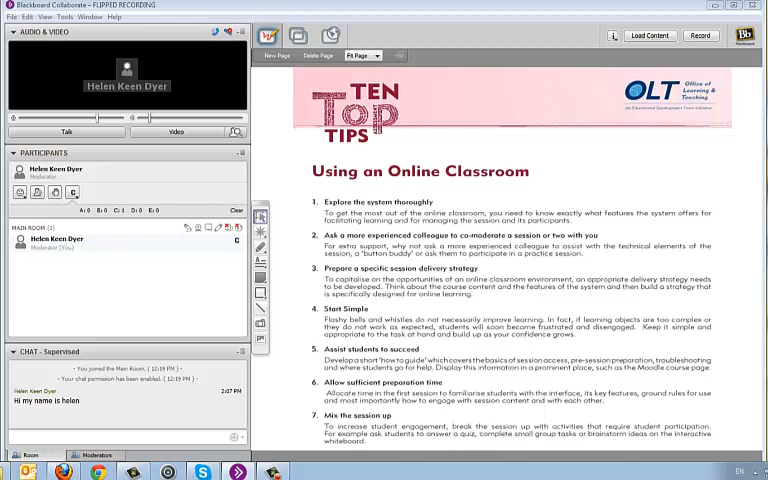 Blackboard Collaborate – FLIPPED RECORDING
File Edit View Tools Window Help
AUDIO & VIDEO
Helen Keen Dyer
Talk
Video
PARTICIPANTS
Helen Keen Dyer
Moderator
C
A: 0 B: 0 C: 1 D: 0 E: 0 Clear
MAIN ROOM (1)
Helen Keen Dyer
Moderator (You)
C
CHAT - Supervised
- You joined the Main Room. ( 12:19 PM ) -
- Your chat permission has been enabled. ( 12:19 PM ) -
Helen Keen Dyer 2:07 PM
Hi my name is helen
Room
Moderators
Load Content
Record
Bb
Blackboard
New Page Delete Page Fit Page
TEN
Top
TIPS
OLT Office of
Learning &
Teaching
An Educational Development Team Initiative
Using an Online Classroom
1. Explore the system thoroughly
To get the most out of the online classroom, you need to know exactly what features the system offers for
facilitating learning and for managing the session and its participants.
2. Ask a more experienced colleague to co-moderate a session or two with you
For extra support, why not ask a more experienced colleague to assist with the technical elements of the
session, a 'button buddy' or ask them to participate in a practice session.
3. Prepare a specific session delivery strategy
To capitalise on the opportunities of an online classroom environment, an appropriate delivery strategy needs
to be developed. Think about the course content and the features of the system and then build a strategy that
is specifically designed for online learning.
4. Start Simple
Flashy bells and whistles do not necessarily improve learning. In fact, if learning objects are too complex or
they do not work as expected, students will soon become frustrated and disengaged. Keep it simple and
appropriate to the task at hand and build up as your confidence grows.
5. Assist students to succeed
Develop a short 'how to guide' which covers the basics of session access, pre-session preparation, troubleshooting
and where students go for help. Display this information in a prominent place, such as the Moodle course page.
6. Allow sufficient preparation time
Allocate time in the first session to familiarise students with the interface, its key features, ground rules for use
and most importantly how to engage with session content and with each other.
7. Mix the session up
To increase student engagement, break the session up with activities that require student participation.
For example ask students to answer a quiz, complete small group tasks or brainstorm ideas on the interactive
whiteboard.
EN